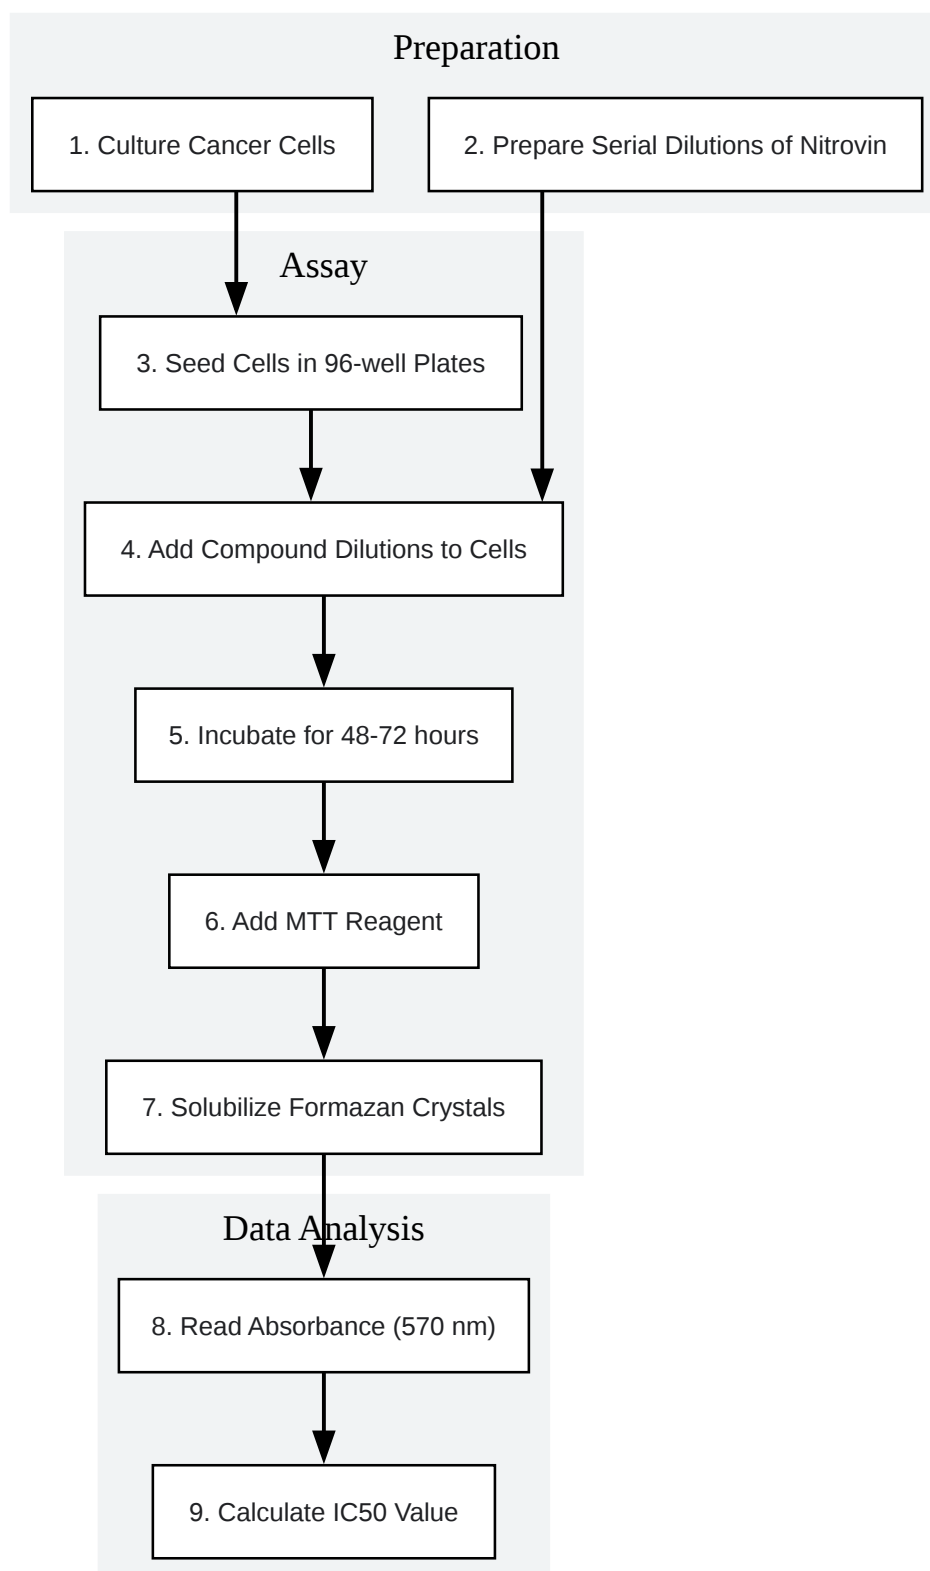 Preparation
1. Culture Cancer Cells
2. Prepare Serial Dilutions of Nitrovin
Assay
3. Seed Cells in 96-well Plates
4. Add Compound Dilutions to Cells
5. Incubate for 48-72 hours
6. Add MTT Reagent
7. Solubilize Formazan Crystals
Data Analysis
8. Read Absorbance (570 nm)
9. Calculate IC50 Value